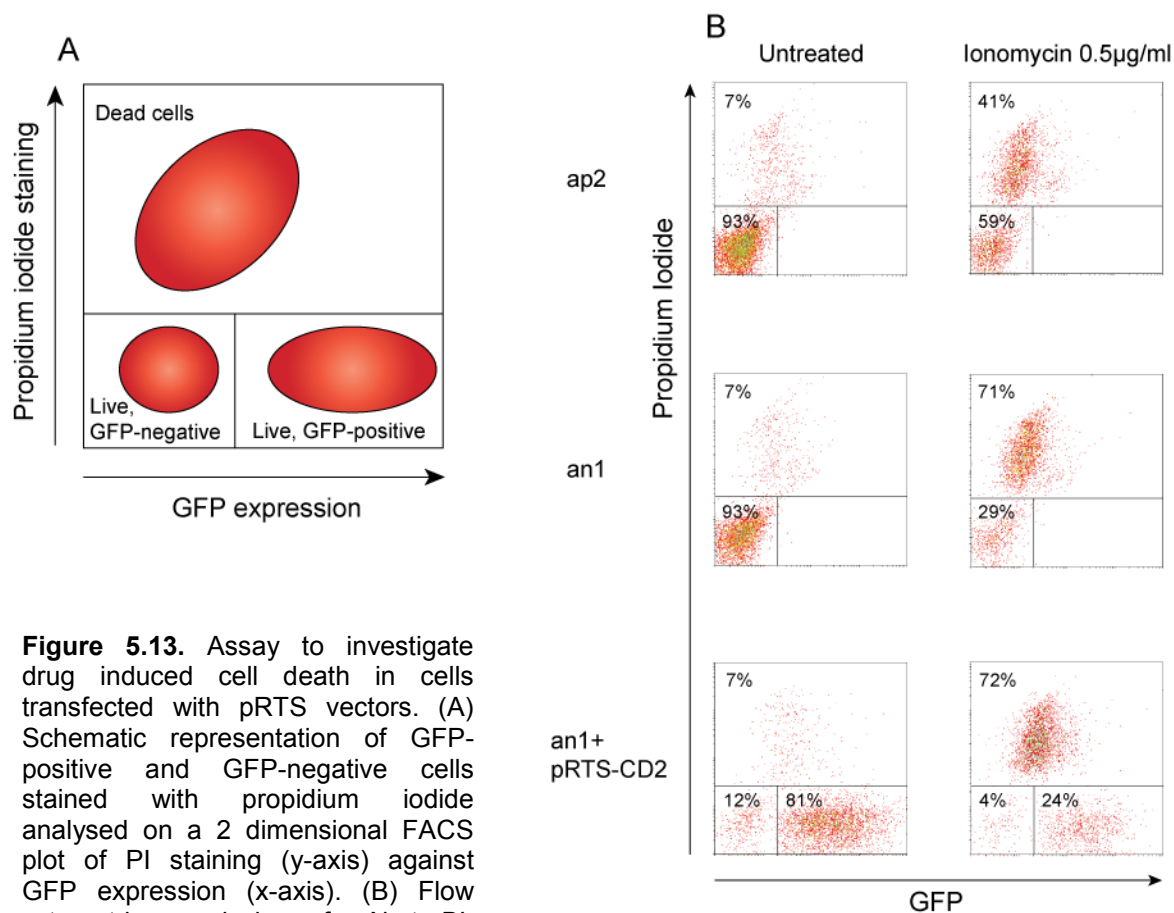 A
Propidium iodide staining
Dead cells
Live,
GFP-negative
Live, GFP-positive
GFP expression
B
Untreated
Ionomycin 0.5µg/ml
Propidium Iodide
ap2
7%
93%
41%
59%
an1
7%
93%
71%
29%
an1+
pRTS-CD2
7%
12%
81%
72%
4%
24%
GFP
Figure 5.13. Assay to investigate
drug induced cell death in cells
transfected with pRTS vectors. (A)
Schematic representation of GFP-
positive and GFP-negative cells
stained with propidium iodide
analysed on a 2 dimensional FACS
plot of PI staining (y-axis) against
GFP expression (x-axis). (B) Flow